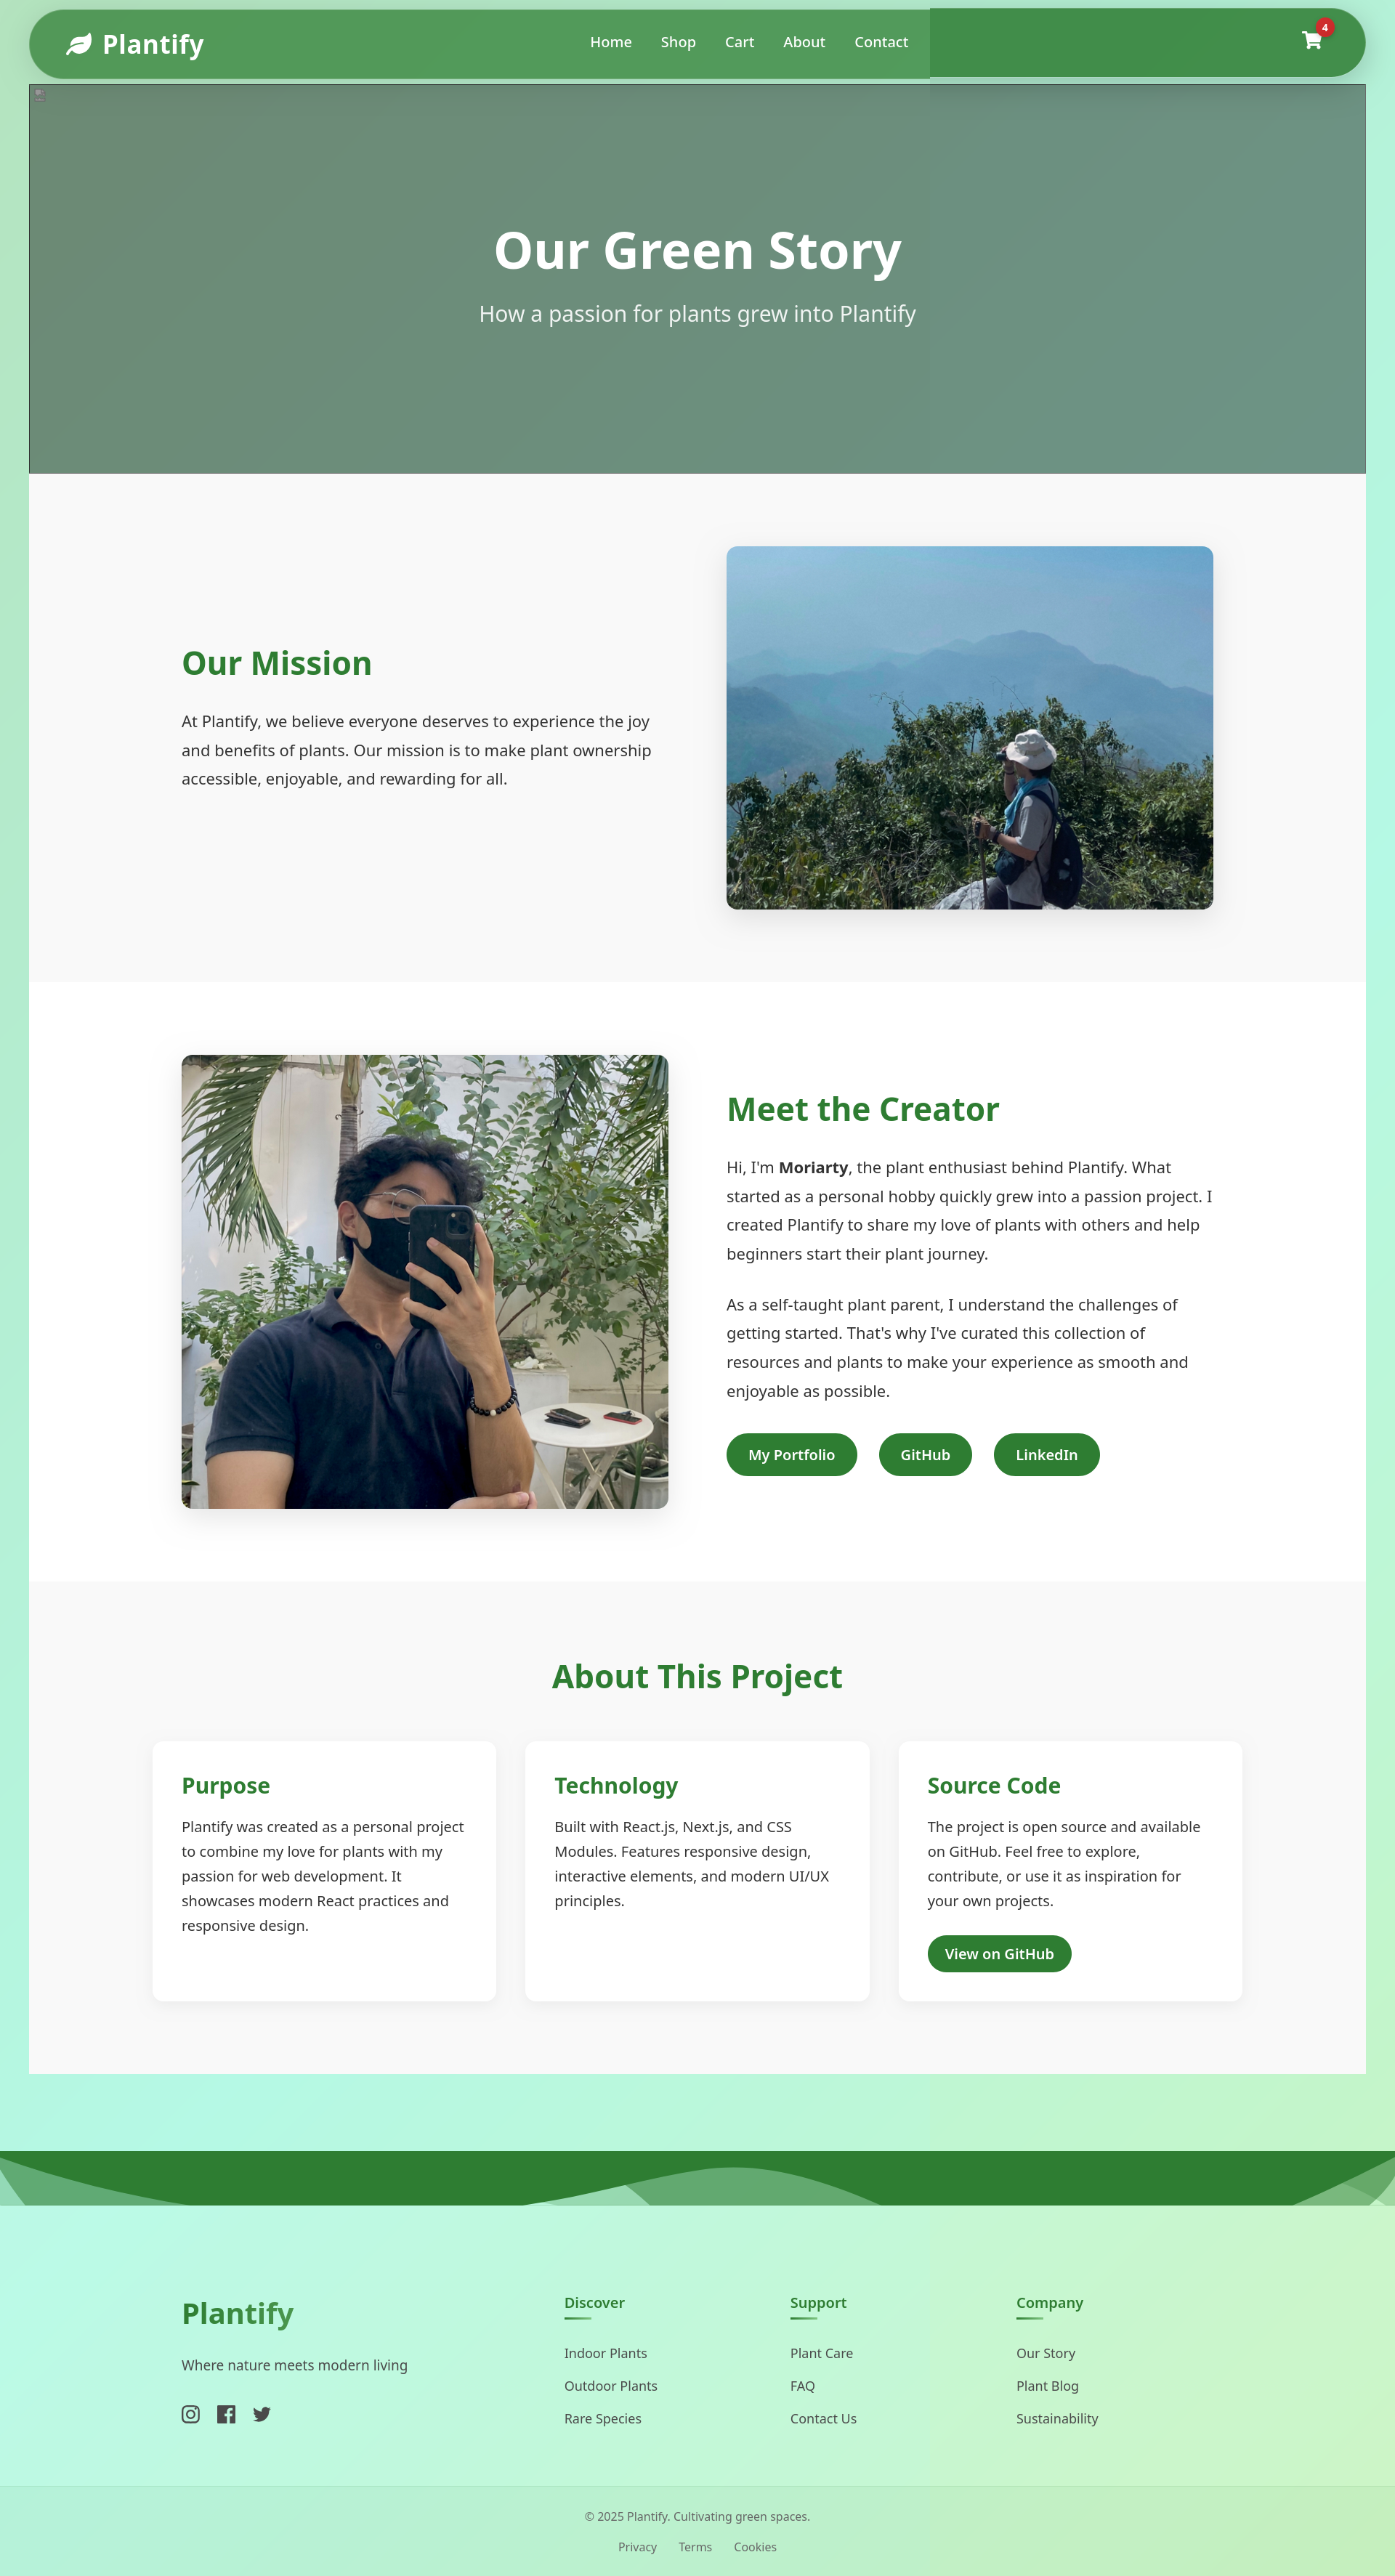 Plantify
Home Shop Cart About Contact
4
Our Green Story
How a passion for plants grew into Plantify
Our Mission
At Plantify, we believe everyone deserves to experience the joy
and benefits of plants. Our mission is to make plant ownership
accessible, enjoyable, and rewarding for all.
Meet the Creator
Hi, I'm Moriarty, the plant enthusiast behind Plantify. What
started as a personal hobby quickly grew into a passion project. I
created Plantify to share my love of plants with others and help
beginners start their plant journey.
As a self-taught plant parent, I understand the challenges of
getting started. That's why I've curated this collection of
resources and plants to make your experience as smooth and
enjoyable as possible.
My Portfolio GitHub LinkedIn
About This Project
Purpose
Plantify was created as a personal project
to combine my love for plants with my
passion for web development. It
showcases modern React practices and
responsive design.
Technology
Built with React.js, Next.js, and CSS
Modules. Features responsive design,
interactive elements, and modern UI/UX
principles.
Source Code
The project is open source and available
on GitHub. Feel free to explore,
contribute, or use it as inspiration for
your own projects.
View on GitHub
Plantify
Where nature meets modern living
Discover
Indoor Plants
Outdoor Plants
Rare Species
Support
Plant Care
FAQ
Contact Us
Company
Our Story
Plant Blog
Sustainability
© 2025 Plantify. Cultivating green spaces.
Privacy Terms Cookies